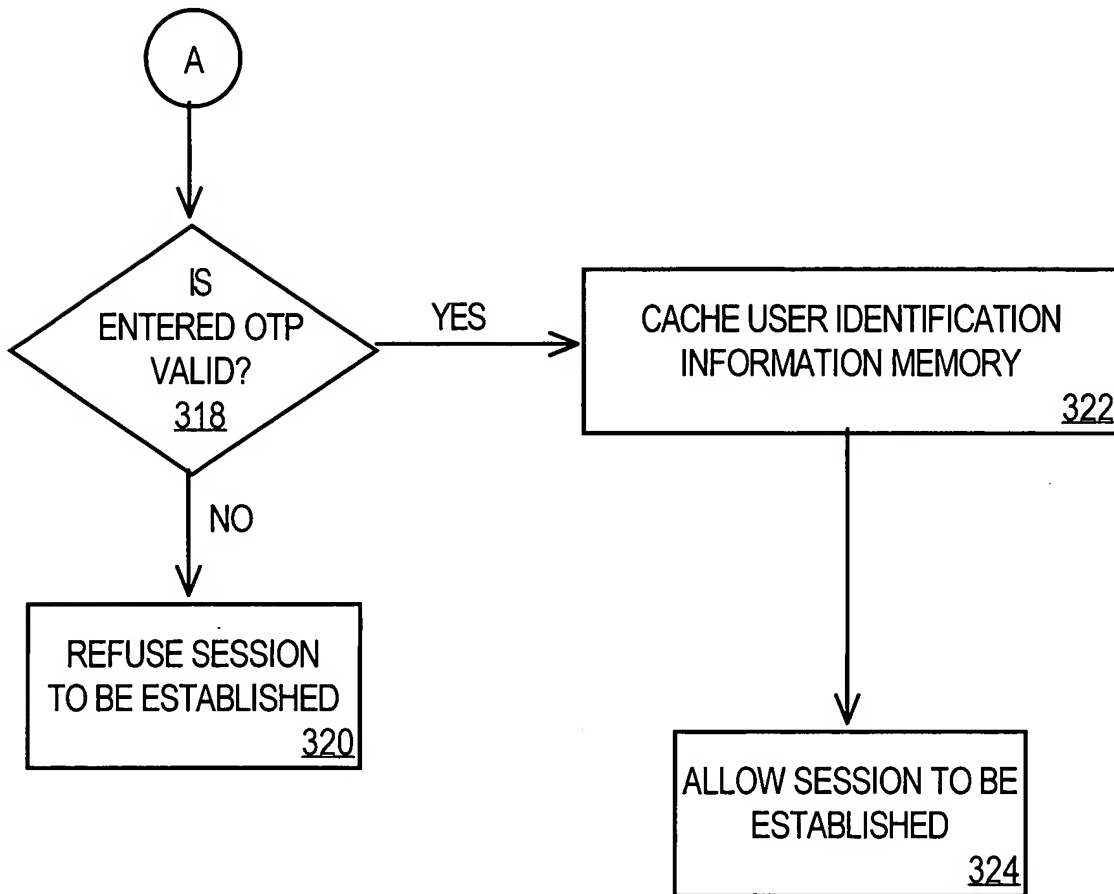 A
IS
ENTERED OTP
VALID?
318
YES
CACHE USER IDENTIFICATION
INFORMATION MEMORY
322
NO
REFUSE SESSION
TO BE ESTABLISHED
320
ALLOW SESSION TO BE
ESTABLISHED
324